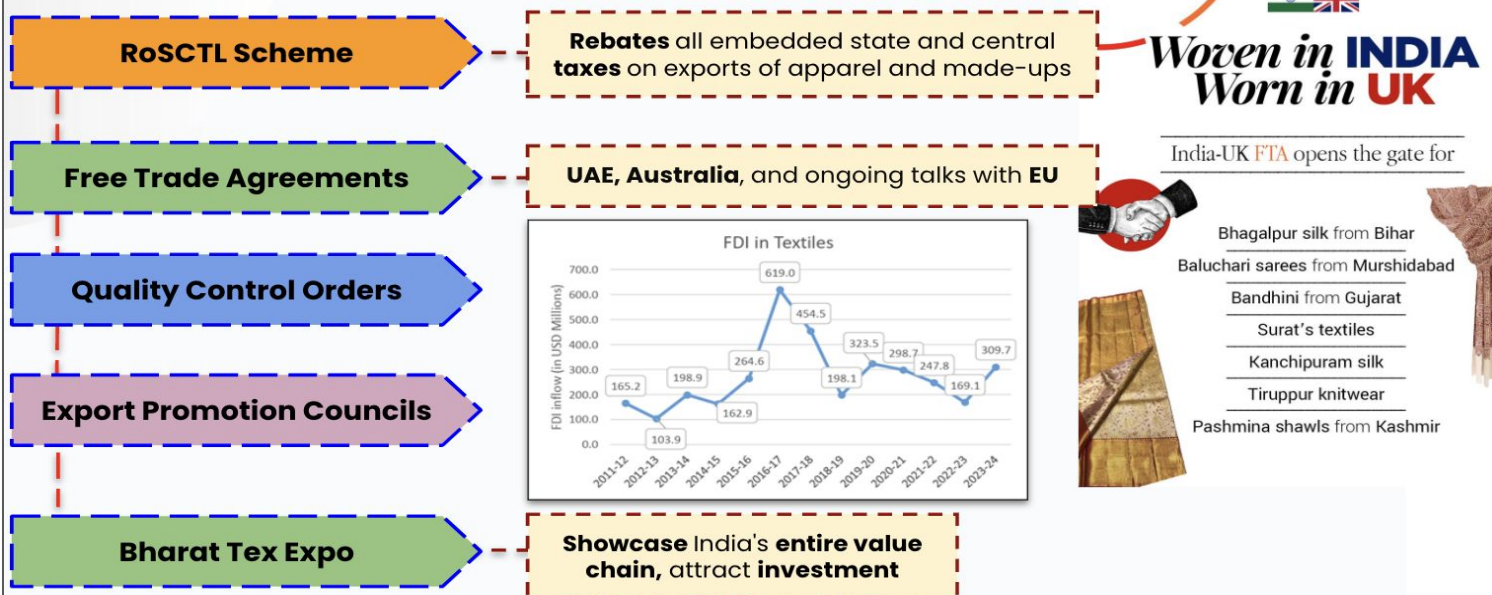 RoSCTL Scheme
Rebates all embedded state and central
taxes on exports of apparel and made-ups
Free Trade Agreements
UAE, Australia, and ongoing talks with EU
Quality Control Orders
Export Promotion Councils
Bharat Tex Expo
Showcase India's entire value
chain, attract investment
FDI in Textiles
FDI inflow (in USD Millions)
700.0
600.0
500.0
400.0
300.0
200.0
100.0
0.0
165.2
103.9
198.9
162.9
264.6
619.0
454.5
198.1
323.5
298.7
247.8
169.1
309.7
2011-12
2012-13
2013-14
2014-15
2015-16
2016-17
2017-18
2018-19
2019-20
2020-21
2021-22
2022-23
2023-24
Woven in INDIA
Worn in UK
India-UK FTA opens the gate for
Bhagalpur silk from Bihar
Baluchari sarees from Murshidabad
Bandhini from Gujarat
Surat's textiles
Kanchipuram silk
Tiruppur knitwear
Pashmina shawls from Kashmir